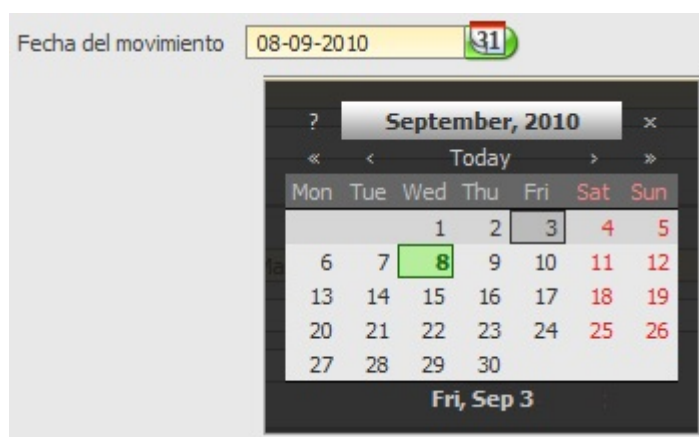 Fecha del movimiento 08-09-2010 31
? September, 2010 ×
« ‹ Today › »
Mon Tue Wed Thu Fri Sat Sun
1 2 3 4 5
6 7 8 9 10 11 12
13 14 15 16 17 18 19
20 21 22 23 24 25 26
27 28 29 30
Fri, Sep 3